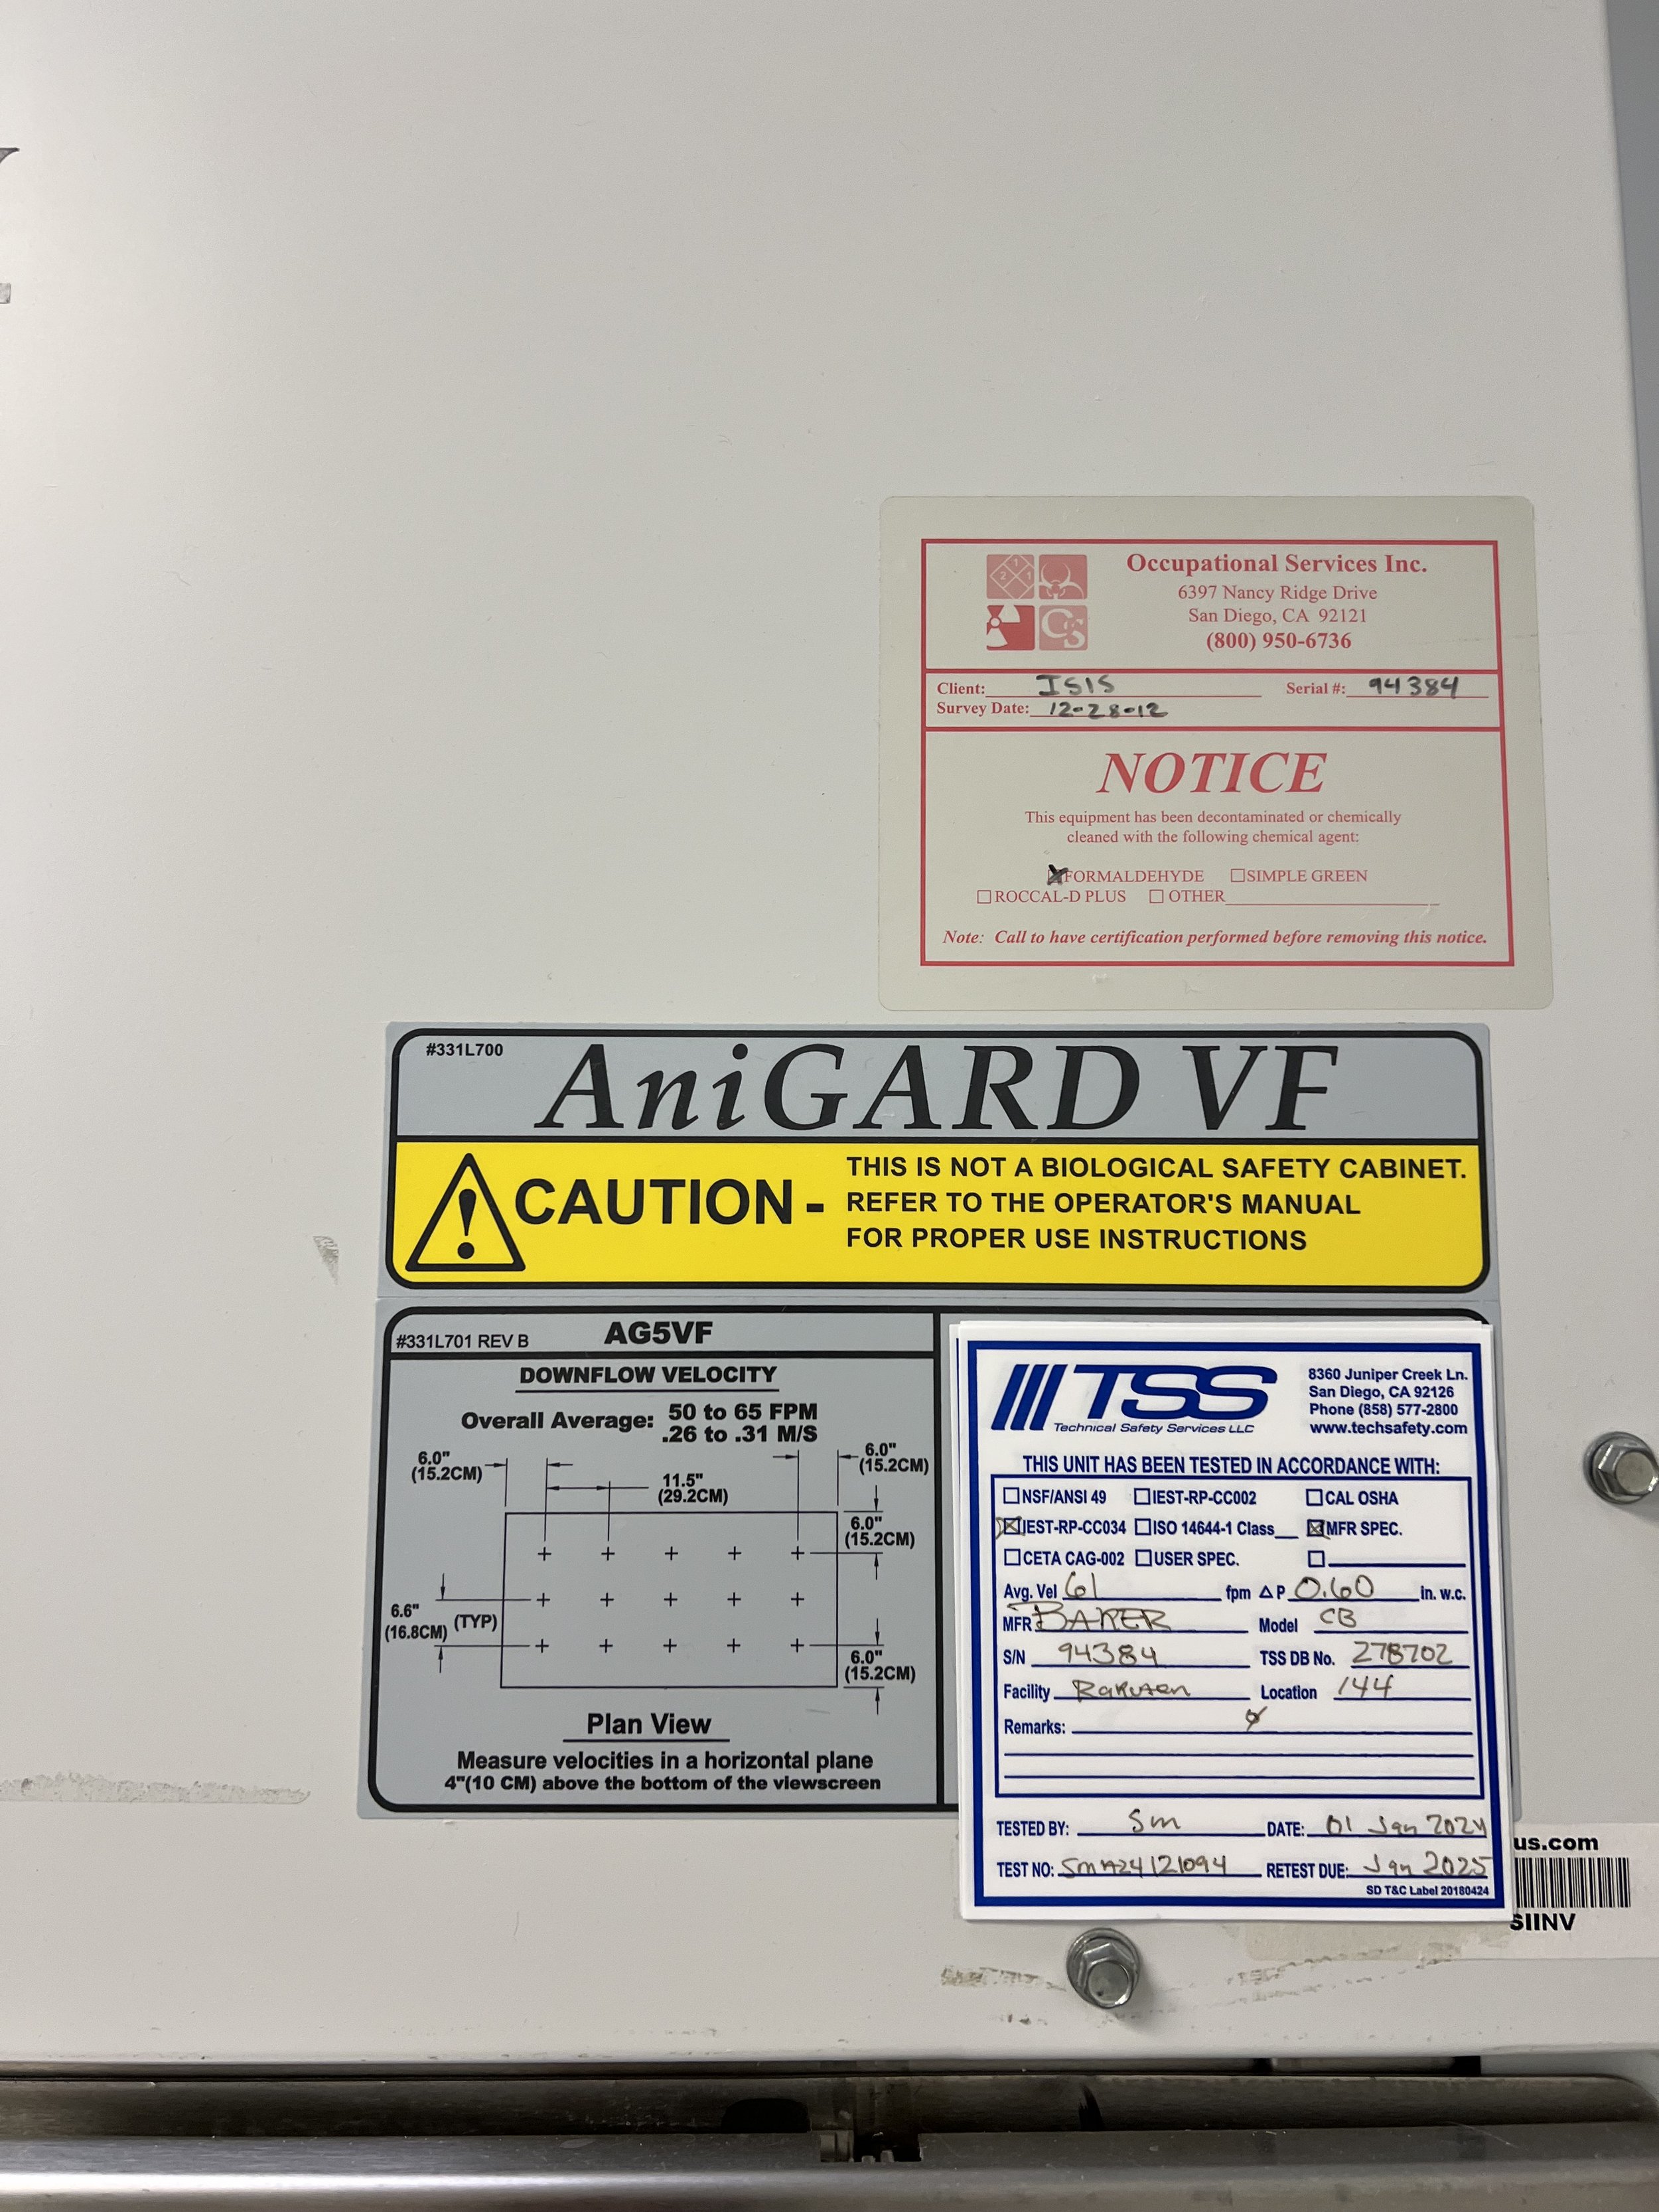 Occupational Services Inc.
6397 Nancy Ridge Drive
San Diego, CA 92121
(800) 950-6736
Client: ISIS Serial #: 94384
Survey Date: 12-28-12
NOTICE
This equipment has been decontaminated or chemically
cleaned with the following chemical agent:
FORMALDEHYDE SIMPLE GREEN
ROCCAL-D PLUS OTHER
Note: Call to have certification performed before removing this notice.
#331L700
AniGARD VF
CAUTION -
THIS IS NOT A BIOLOGICAL SAFETY CABINET.
REFER TO THE OPERATOR'S MANUAL
FOR PROPER USE INSTRUCTIONS
#331L701 REV B AG5VF
DOWNFLOW VELOCITY
Overall Average: 50 to 65 FPM
.26 to .31 M/S
6.0"
(15.2CM)
11.5"
(29.2CM)
6.0"
(15.2CM)
6.0"
(15.2CM)
6.6"
(16.8CM) (TYP)
6.0"
(15.2CM)
Plan View
Measure velocities in a horizontal plane
4"(10 CM) above the bottom of the viewscreen
TSS
Technical Safety Services LLC
8360 Juniper Creek Ln.
San Diego, CA 92126
Phone (858) 577-2800
www.techsafety.com
THIS UNIT HAS BEEN TESTED IN ACCORDANCE WITH:
NSF/ANSI 49 IEST-RP-CC002 CAL OSHA
IEST-RP-CC034 ISO 14644-1 Class MFR SPEC.
CETA CAG-002 USER SPEC.
Avg. Vel 61 fpm Δ P 0.60 in. w.c.
MFR BAKER Model CB
S/N 94384 TSS DB No. 278702
Facility Rakuten Location 144
Remarks:
TESTED BY: Sm DATE: 01 Jan 2024
TEST NO: SMA24121094 RETEST DUE: Jan 2025
SD T&C Label 20180424
us.com
SIINV